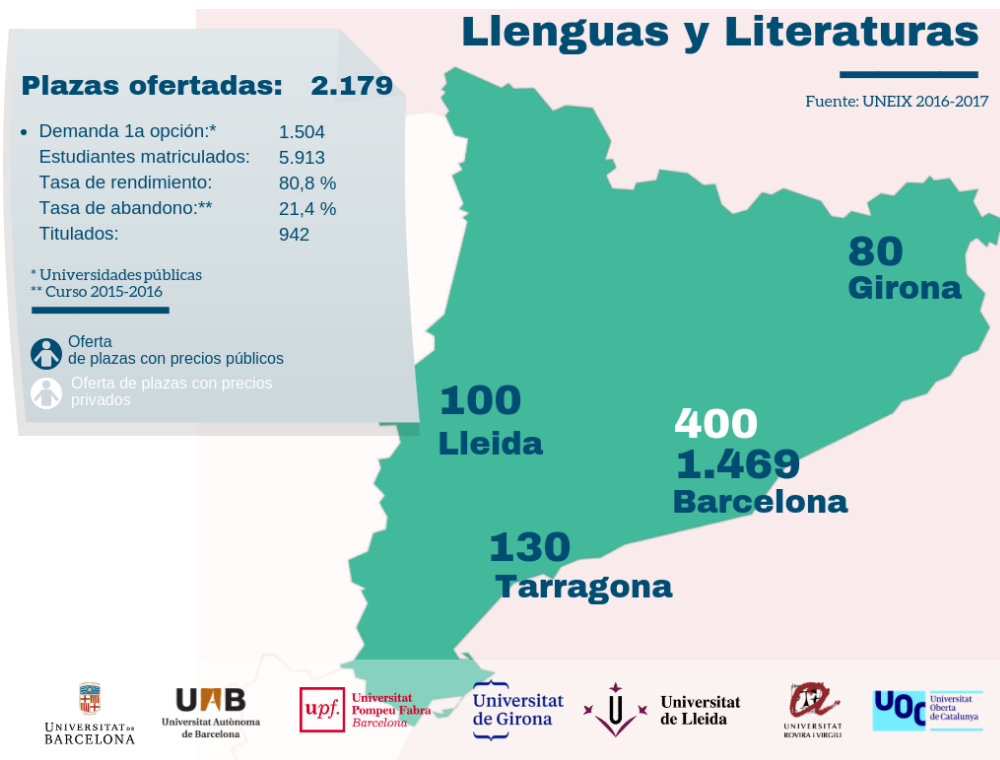 Llenguas y Literaturas
Fuente: UNEIX 2016-2017
Plazas ofertadas: 2.179
• Demanda 1a opción:* 1.504
Estudiantes matriculados: 5.913
Tasa de rendimiento: 80,8 %
Tasa de abandono:** 21,4 %
Titulados: 942
* Universidades públicas
** Curso 2015-2016
Oferta
de plazas con precios públicos
Oferta de plazas con precios
privados
80
Girona
100
Lleida
400
1.469
Barcelona
130
Tarragona
UNIVERSITAT DE
BARCELONA
UAB
Universitat Autònoma
de Barcelona
upf.
Universitat
Pompeu Fabra
Barcelona
Universitat
de Girona
U
Universitat
de Lleida
UNIVERSITAT
ROVIRA i VIRGILI
UOC
Universitat
Oberta
de Catalunya